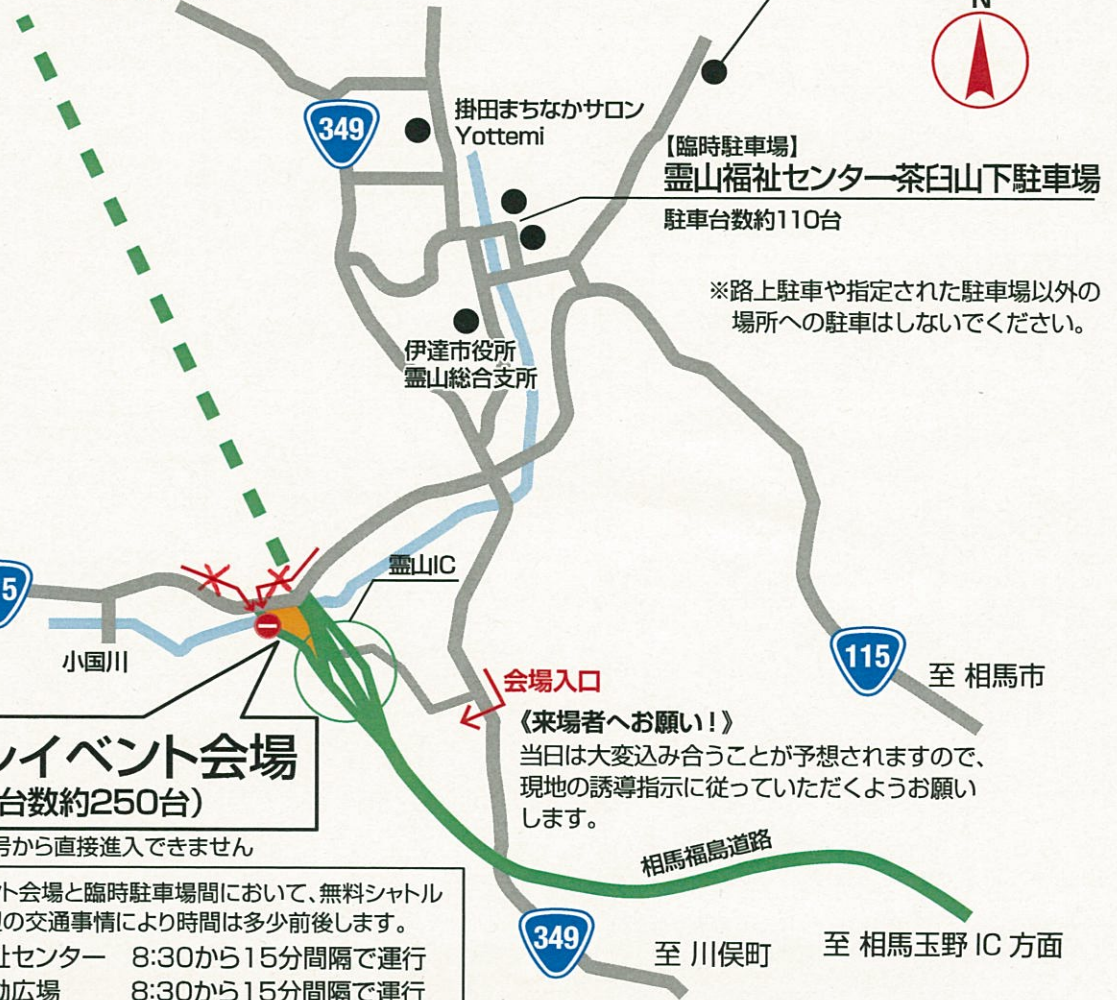 N
349
掛田まちなかサロン
Yottemi
【臨時駐車場】
霊山福祉センター・茶臼山下駐車場
駐車台数約110台
※路上駐車や指定された駐車場以外の
場所への駐車はしないでください。
伊達市役所
霊山総合支所
霊山IC
5
小国川
115
至 相馬市
会場入口
《来場者へお願い!》
当日は大変込み合うことが予想されますので、
現地の誘導指示に従っていただくようお願い
します。
イベント会場
台数約250台）
号から直接進入できません
相馬福島道路
ト会場と臨時駐車場間において、無料シャトル
の交通事情により時間は多少前後します。
センター 8:30から15分間隔で運行
広場 8:30から15分間隔で運行
349
至 川俣町
至 相馬玉野IC方面